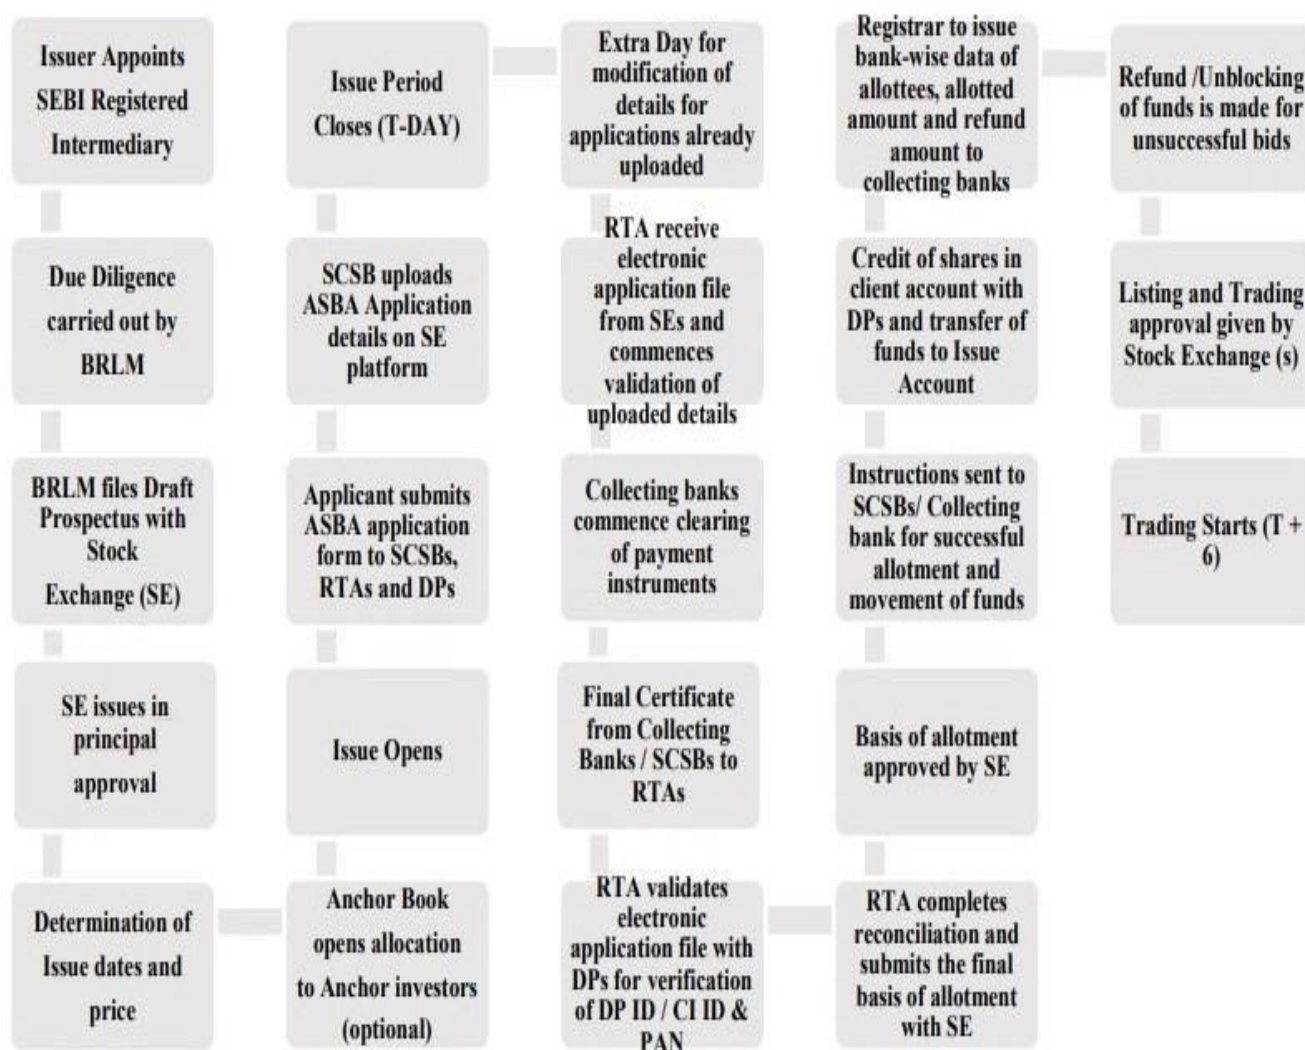 Issuer Appoints
SEBI Registered
Intermediary
Due Diligence
carried out by
BRLM
BRLM files Draft
Prospectus with
Stock
Exchange (SE)
SE issues in
principal
approval
Determination of
Issue dates and
price
Anchor Book
opens allocation
to Anchor investors
(optional)
Issue Opens
Applicant submits
ASBA application
form to SCSBs,
RTAs and DPs
SCSB uploads
ASBA Application
details on SE
platform
Issue Period
Closes (T-DAY)
Extra Day for
modification of
details for
applications already
uploaded
RTA receive
electronic
application file
from SEs and
commences
validation of
uploaded details
Collecting banks
commence clearing
of payment
instruments
Final Certificate
from Collecting
Banks / SCSBs to
RTAs
RTA validates
electronic
application file with
DPs for verification
of DP ID / CI ID &
PAN
RTA completes
reconciliation and
submits the final
basis of allotment
with SE
Basis of allotment
approved by SE
Instructions sent to
SCSBs/ Collecting
bank for successful
allotment and
movement of funds
Credit of shares in
client account with
DPs and transfer of
funds to Issue
Account
Registrar to issue
bank-wise data of
allottees, allotted
amount and refund
amount to
collecting banks
Refund /Unblocking
of funds is made for
unsuccessful bids
Listing and Trading
approval given by
Stock Exchange (s)
Trading Starts (T +
6)